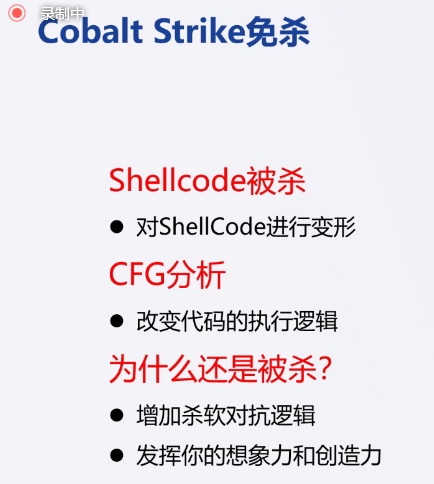 录制中
Cobalt Strike免杀
Shellcode被杀
● 对ShellCode进行变形
CFG分析
● 改变代码的执行逻辑
为什么还是被杀?
● 增加杀软对抗逻辑
● 发挥你的想象力和创造力